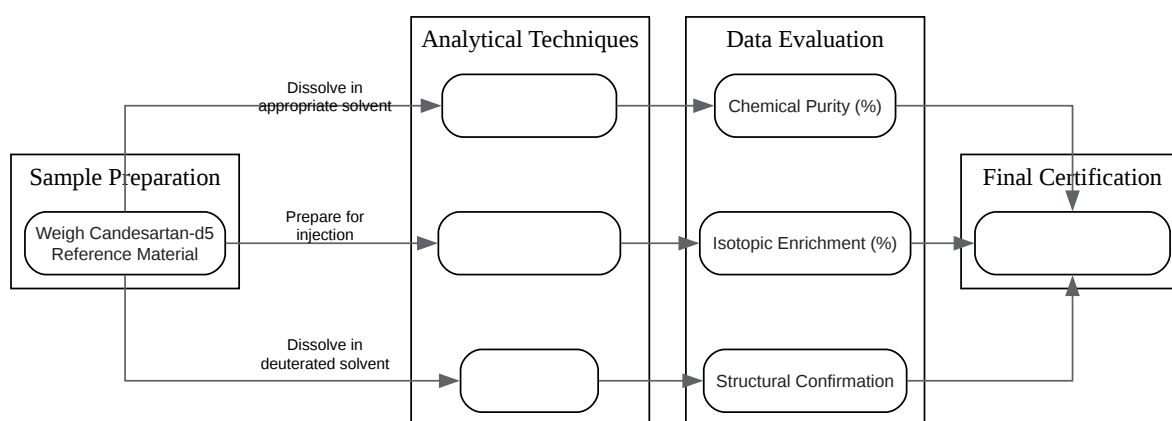 Analytical Techniques
Data Evaluation
Dissolve in
appropriate solvent
Chemical Purity (%)
Sample Preparation
Final Certification
Weigh Candesartan-d5
Reference Material
Prepare for
injection
Isotopic Enrichment (%)
Dissolve in
deuterated solvent
Structural Confirmation